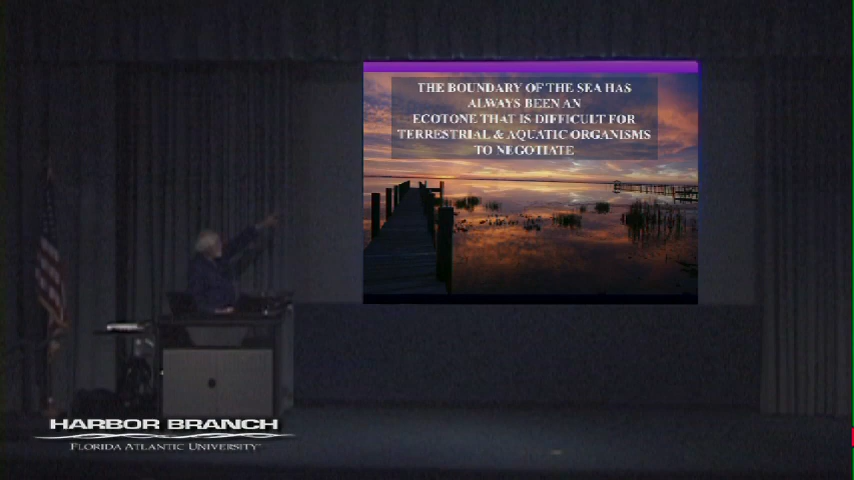 THE BOUNDARY OF THE SEA HAS
ALWAYS BEEN AN
ECOTONE THAT IS DIFFICULT FOR
TERRESTRIAL & AQUATIC ORGANISMS
TO NEGOTIATE
HARBOR BRANCH
FLORIDA ATLANTIC UNIVERSITY